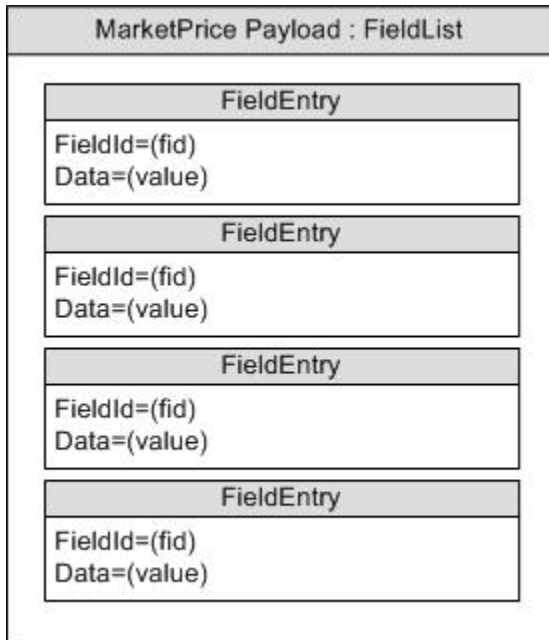 MarketPrice Payload : FieldList
FieldEntry
FieldId=(fid)
Data=(value)
FieldEntry
FieldId=(fid)
Data=(value)
FieldEntry
FieldId=(fid)
Data=(value)
FieldEntry
FieldId=(fid)
Data=(value)